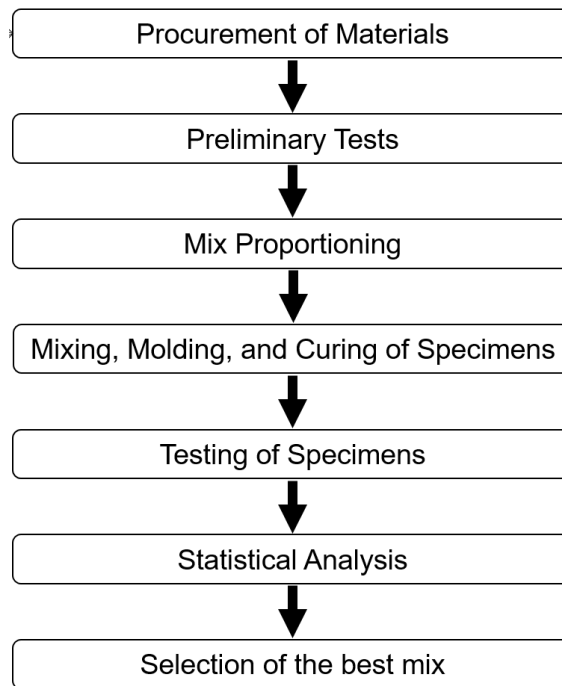 Procurement of Materials
Preliminary Tests
Mix Proportioning
Mixing, Molding, and Curing of Specimens
Testing of Specimens
Statistical Analysis
Selection of the best mix